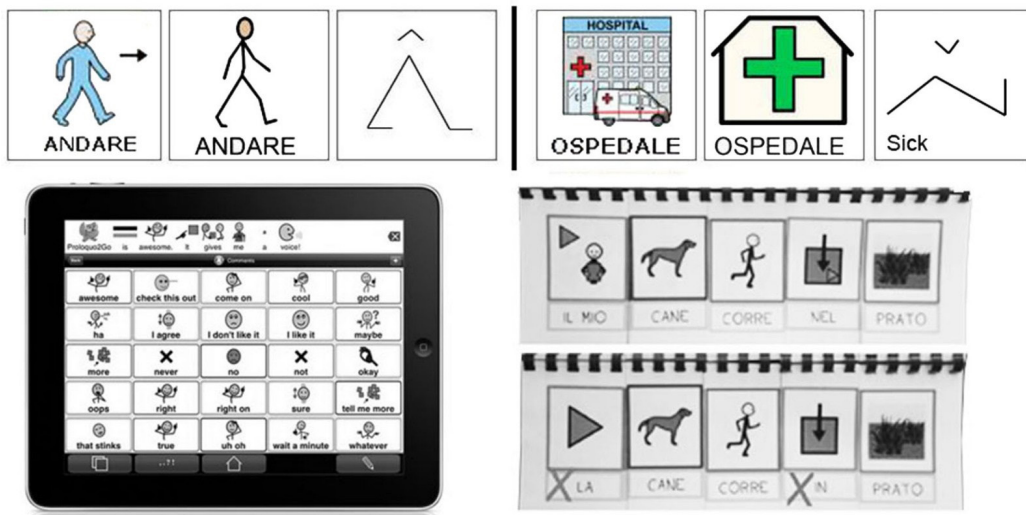 ANDARE
ANDARE
HOSPITAL
OSPEDALE
OSPEDALE
Sick
Proloquo2Go is awesome. It gives me a voice!
Comments
awesome check this out come on cool good
ha I agree I don't like it I like it maybe
more never no not okay
oops right right on sure tell me more
that stinks true uh oh wait a minute whatever
..?!
IL MIO CANE CORRE NEL PRATO
LA CANE CORRE IN PRATO